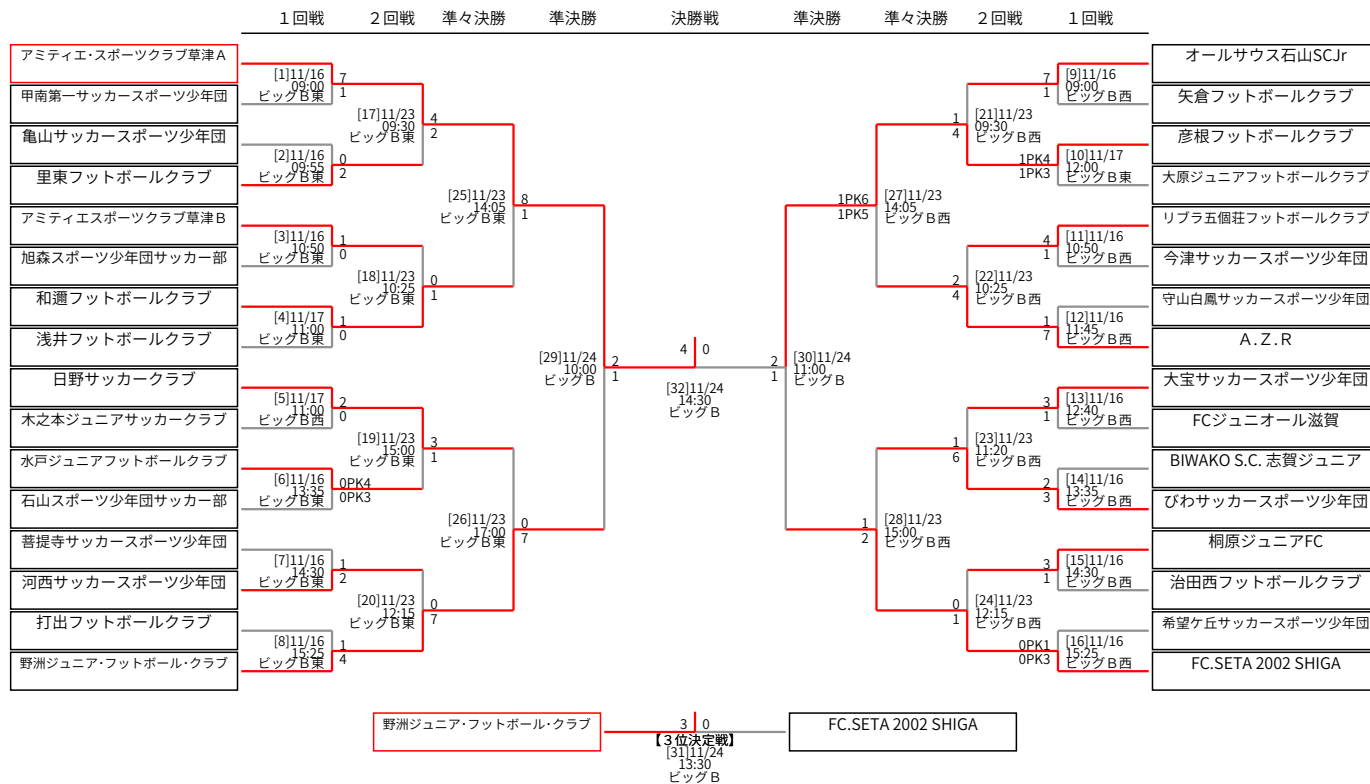 １回戦
２回戦
準々決勝
準決勝
決勝戦
準決勝
準々決勝
２回戦
１回戦
アミティエ・スポーツクラブ草津Ａ
甲南第一サッカースポーツ少年団
亀山サッカースポーツ少年団
里東フットボールクラブ
アミティエスポーツクラブ草津Ｂ
旭森スポーツ少年団サッカー部
和邇フットボールクラブ
浅井フットボールクラブ
日野サッカークラブ
木之本ジュニアサッカークラブ
水戸ジュニアフットボールクラブ
石山スポーツ少年団サッカー部
菩提寺サッカースポーツ少年団
河西サッカースポーツ少年団
打出フットボールクラブ
野洲ジュニア・フットボール・クラブ
[1]11/16
09:00
ビッグＢ東
7
1
[2]11/16
09:55
ビッグＢ東
0
2
[3]11/16
10:50
ビッグＢ東
1
0
[4]11/17
11:00
ビッグＢ東
1
0
[5]11/17
11:00
ビッグＢ西
2
0
[6]11/16
13:35
ビッグＢ東
0PK4
0PK3
[7]11/16
14:30
ビッグＢ東
1
2
[8]11/16
15:25
ビッグＢ東
1
4
[17]11/23
09:30
ビッグＢ東
4
2
[18]11/23
10:25
ビッグＢ東
0
1
[19]11/23
15:00
ビッグＢ東
3
1
[20]11/23
12:15
ビッグＢ東
0
7
[25]11/23
14:05
ビッグＢ東
8
1
[26]11/23
17:00
ビッグＢ東
0
7
[29]11/24
10:00
ビッグＢ
2
1
4
0
[32]11/24
14:30
ビッグＢ
2
1
[30]11/24
11:00
ビッグＢ
1PK6
1PK5
[27]11/23
14:05
ビッグＢ西
1
2
[28]11/23
15:00
ビッグＢ西
1
4
[21]11/23
09:30
ビッグＢ西
2
4
[22]11/23
10:25
ビッグＢ西
1
6
[23]11/23
11:20
ビッグＢ西
0
1
[24]11/23
12:15
ビッグＢ西
7
1
[9]11/16
09:00
ビッグＢ西
1PK4
1PK3
[10]11/17
12:00
ビッグＢ東
4
1
[11]11/16
10:50
ビッグＢ西
1
7
[12]11/16
11:45
ビッグＢ西
3
1
[13]11/16
12:40
ビッグＢ西
2
3
[14]11/16
13:35
ビッグＢ西
3
1
[15]11/16
14:30
ビッグＢ西
0PK1
0PK3
[16]11/16
15:25
ビッグＢ西
オールサウス石山SCJr
矢倉フットボールクラブ
彦根フットボールクラブ
大原ジュニアフットボールクラブ
リブラ五個荘フットボールクラブ
今津サッカースポーツ少年団
守山白鳳サッカースポーツ少年団
Ａ.Ｚ.Ｒ
大宝サッカースポーツ少年団
FCジュニオール滋賀
BIWAKO S.C. 志賀ジュニア
びわサッカースポーツ少年団
桐原ジュニアFC
治田西フットボールクラブ
希望ケ丘サッカースポーツ少年団
FC.SETA 2002 SHIGA
野洲ジュニア・フットボール・クラブ
3
0
【３位決定戦】
[31]11/24
13:30
ビッグＢ
FC.SETA 2002 SHIGA